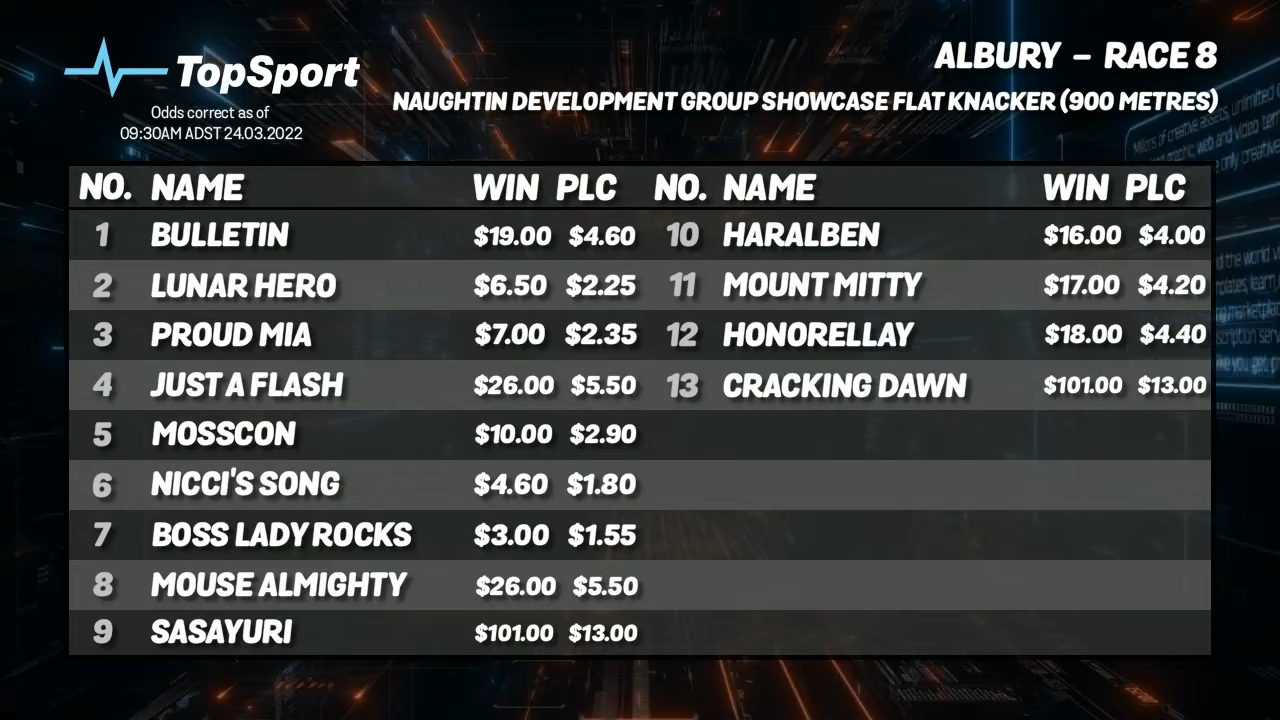 TopSport
Odds correct as of
09:30AM ADST 24.03.2022
ALBURY – RACE 8
NAUGHTIN DEVELOPMENT GROUP SHOWCASE FLAT KNACKER (900 METRES)
NO. NAME WIN PLC NO. NAME WIN PLC
1 BULLETIN $19.00 $4.60 10 HARALBEN $16.00 $4.00
2 LUNAR HERO $6.50 $2.25 11 MOUNT MITTY $17.00 $4.20
3 PROUD MIA $7.00 $2.35 12 HONORELLAY $18.00 $4.40
4 JUST A FLASH $26.00 $5.50 13 CRACKING DAWN $101.00 $13.00
5 MOSSCON $10.00 $2.90
6 NICCI'S SONG $4.60 $1.80
7 BOSS LADY ROCKS $3.00 $1.55
8 MOUSE ALMIGHTY $26.00 $5.50
9 SASAYURI $101.00 $13.00